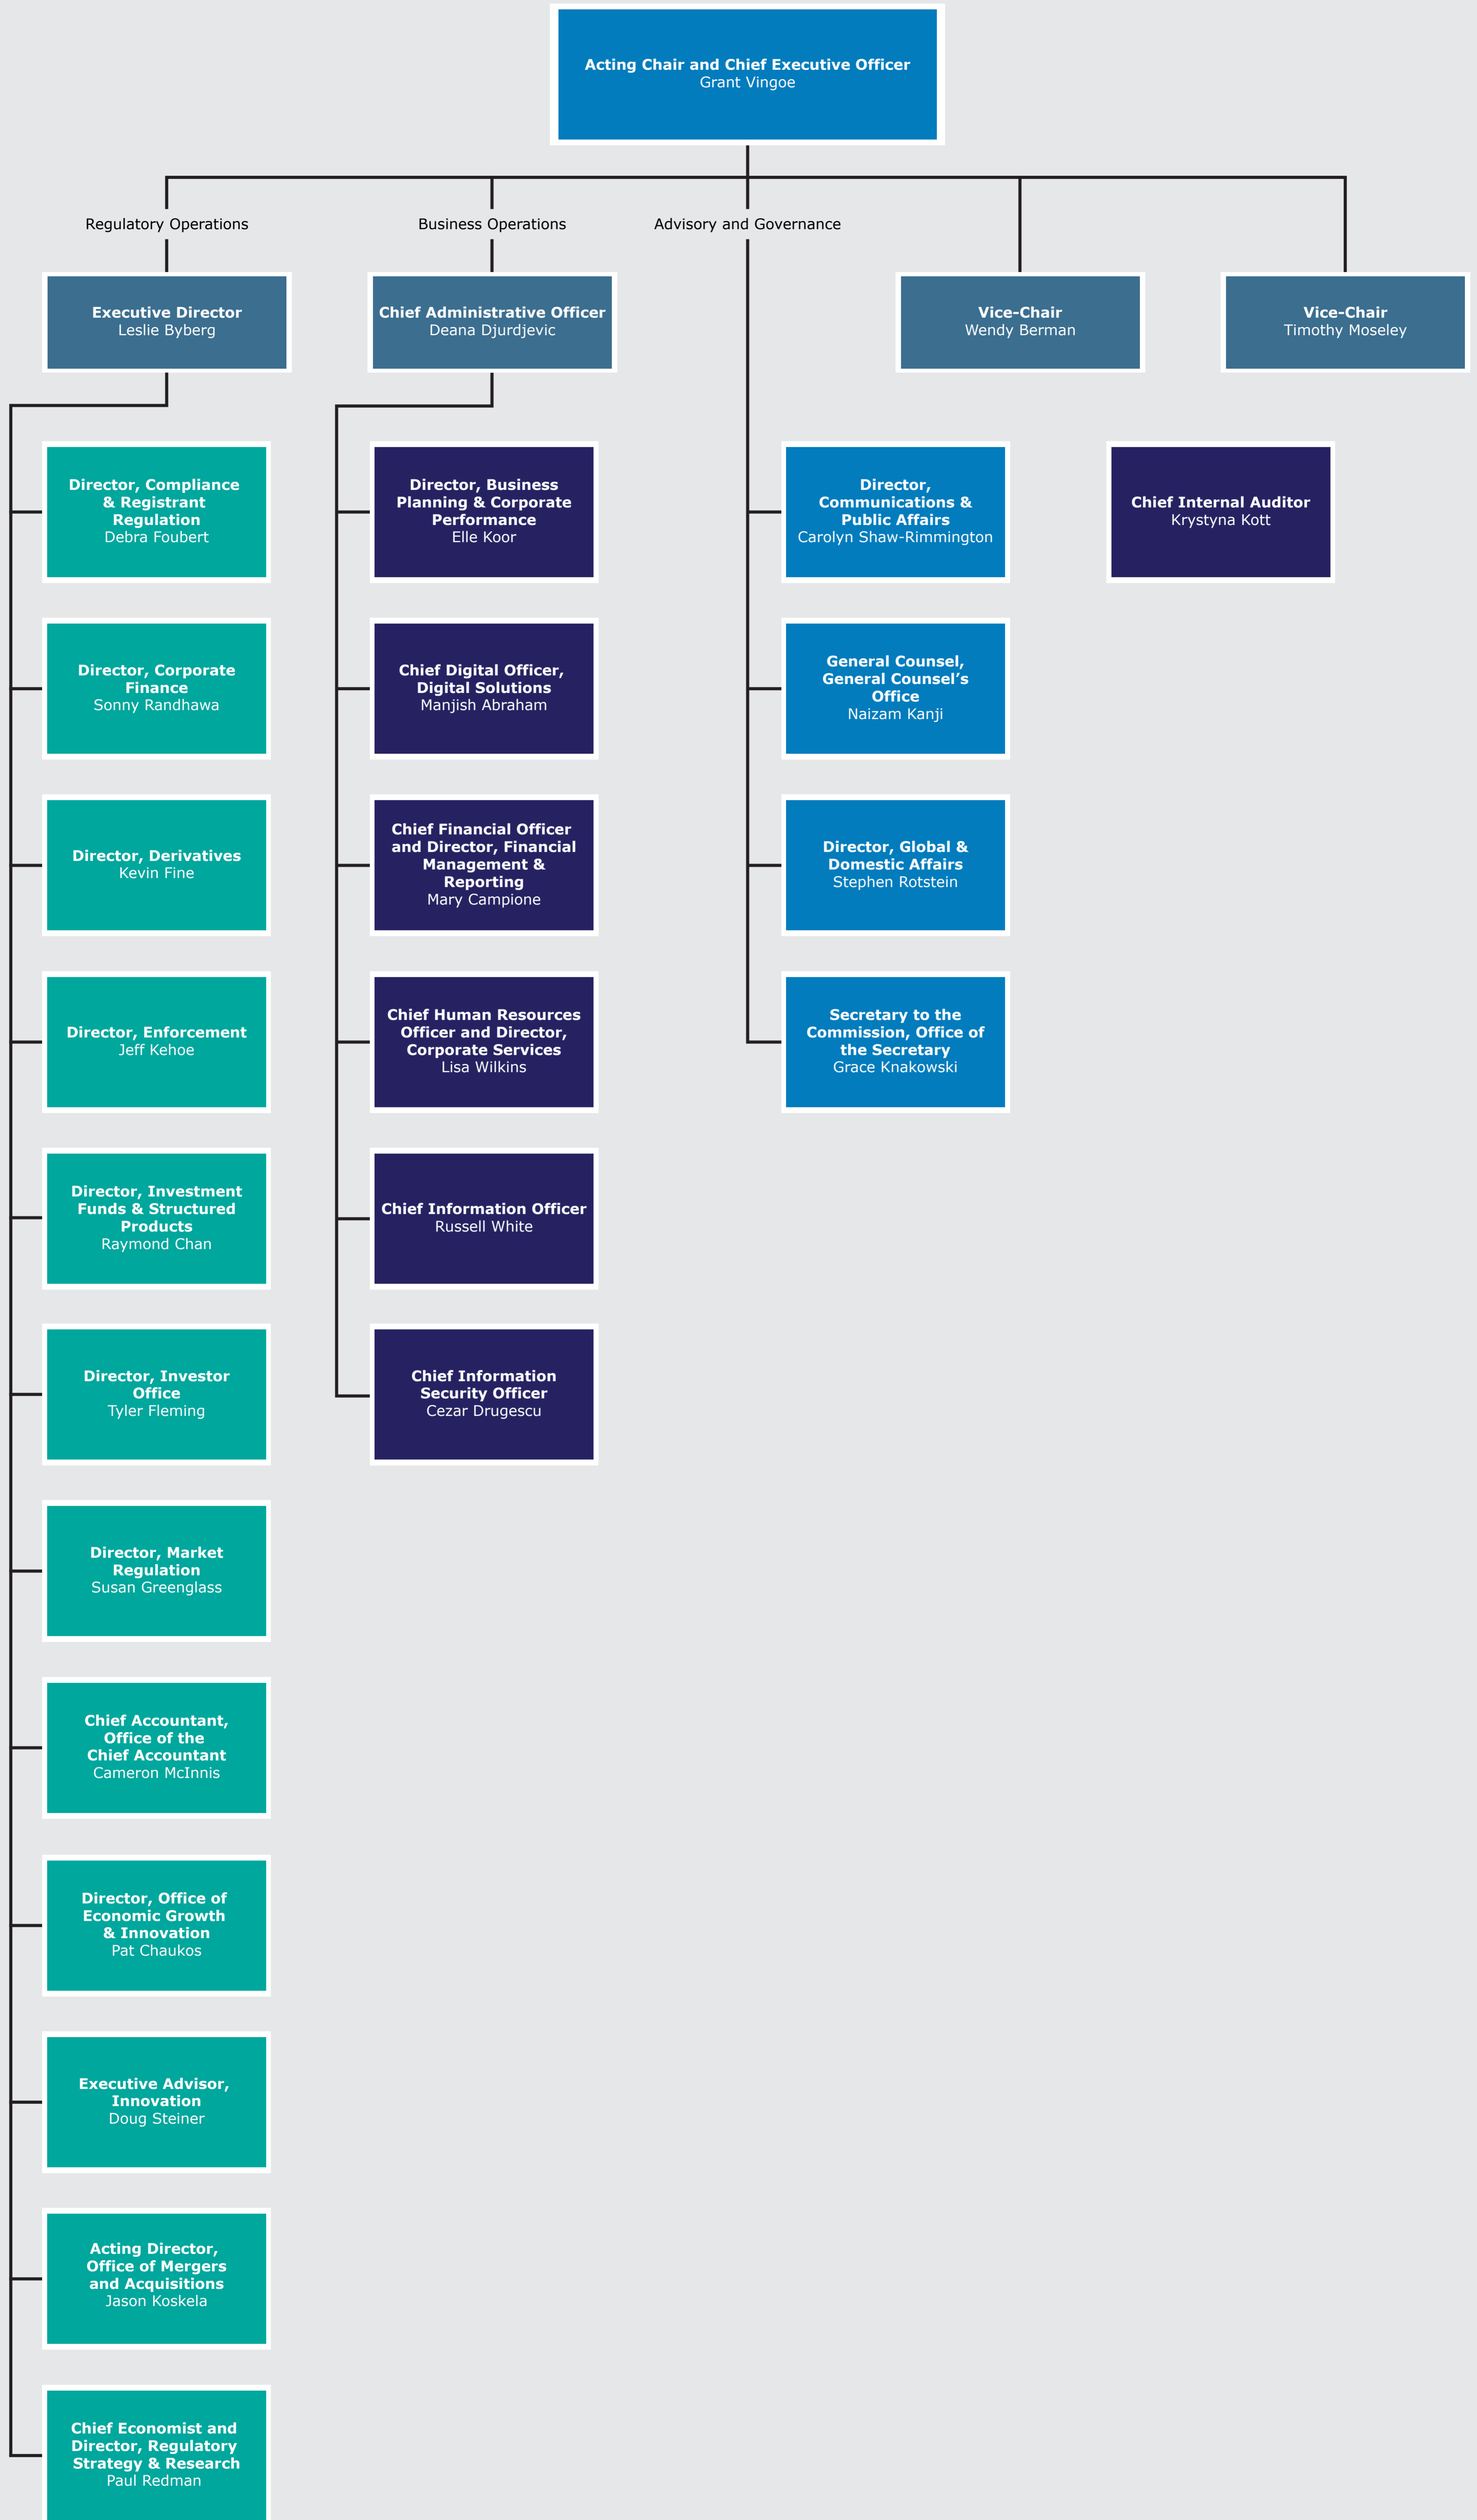 Acting Chair and Chief Executive Officer
Grant Vingoe
Regulatory Operations
Business Operations
Advisory and Governance
Executive Director
Leslie Byberg
Chief Administrative Officer
Deana Djurdjevic
Vice-Chair
Wendy Berman
Vice-Chair
Timothy Moseley
Director, Compliance
& Registrant
Regulation
Debra Foubert
Director, Corporate
Finance
Sonny Randhawa
Director, Derivatives
Kevin Fine
Director, Enforcement
Jeff Kehoe
Director, Investment
Funds & Structured
Products
Raymond Chan
Director, Investor
Office
Tyler Fleming
Director, Market
Regulation
Susan Greenglass
Chief Accountant,
Office of the
Chief Accountant
Cameron McInnis
Director, Office of
Economic Growth
& Innovation
Pat Chaukos
Executive Advisor,
Innovation
Doug Steiner
Acting Director,
Office of Mergers
and Acquisitions
Jason Koskela
Chief Economist and
Director, Regulatory
Strategy & Research
Paul Redman
Director, Business
Planning & Corporate
Performance
Elle Koor
Chief Digital Officer,
Digital Solutions
Manjish Abraham
Chief Financial Officer
and Director, Financial
Management &
Reporting
Mary Campione
Chief Human Resources
Officer and Director,
Corporate Services
Lisa Wilkins
Chief Information Officer
Russell White
Chief Information
Security Officer
Cezar Drugescu
Director,
Communications &
Public Affairs
Carolyn Shaw-Rimmington
General Counsel,
General Counsel’s
Office
Naizam Kanji
Director, Global &
Domestic Affairs
Stephen Rotstein
Secretary to the
Commission, Office of
the Secretary
Grace Knakowski
Chief Internal Auditor
Krystyna Kott